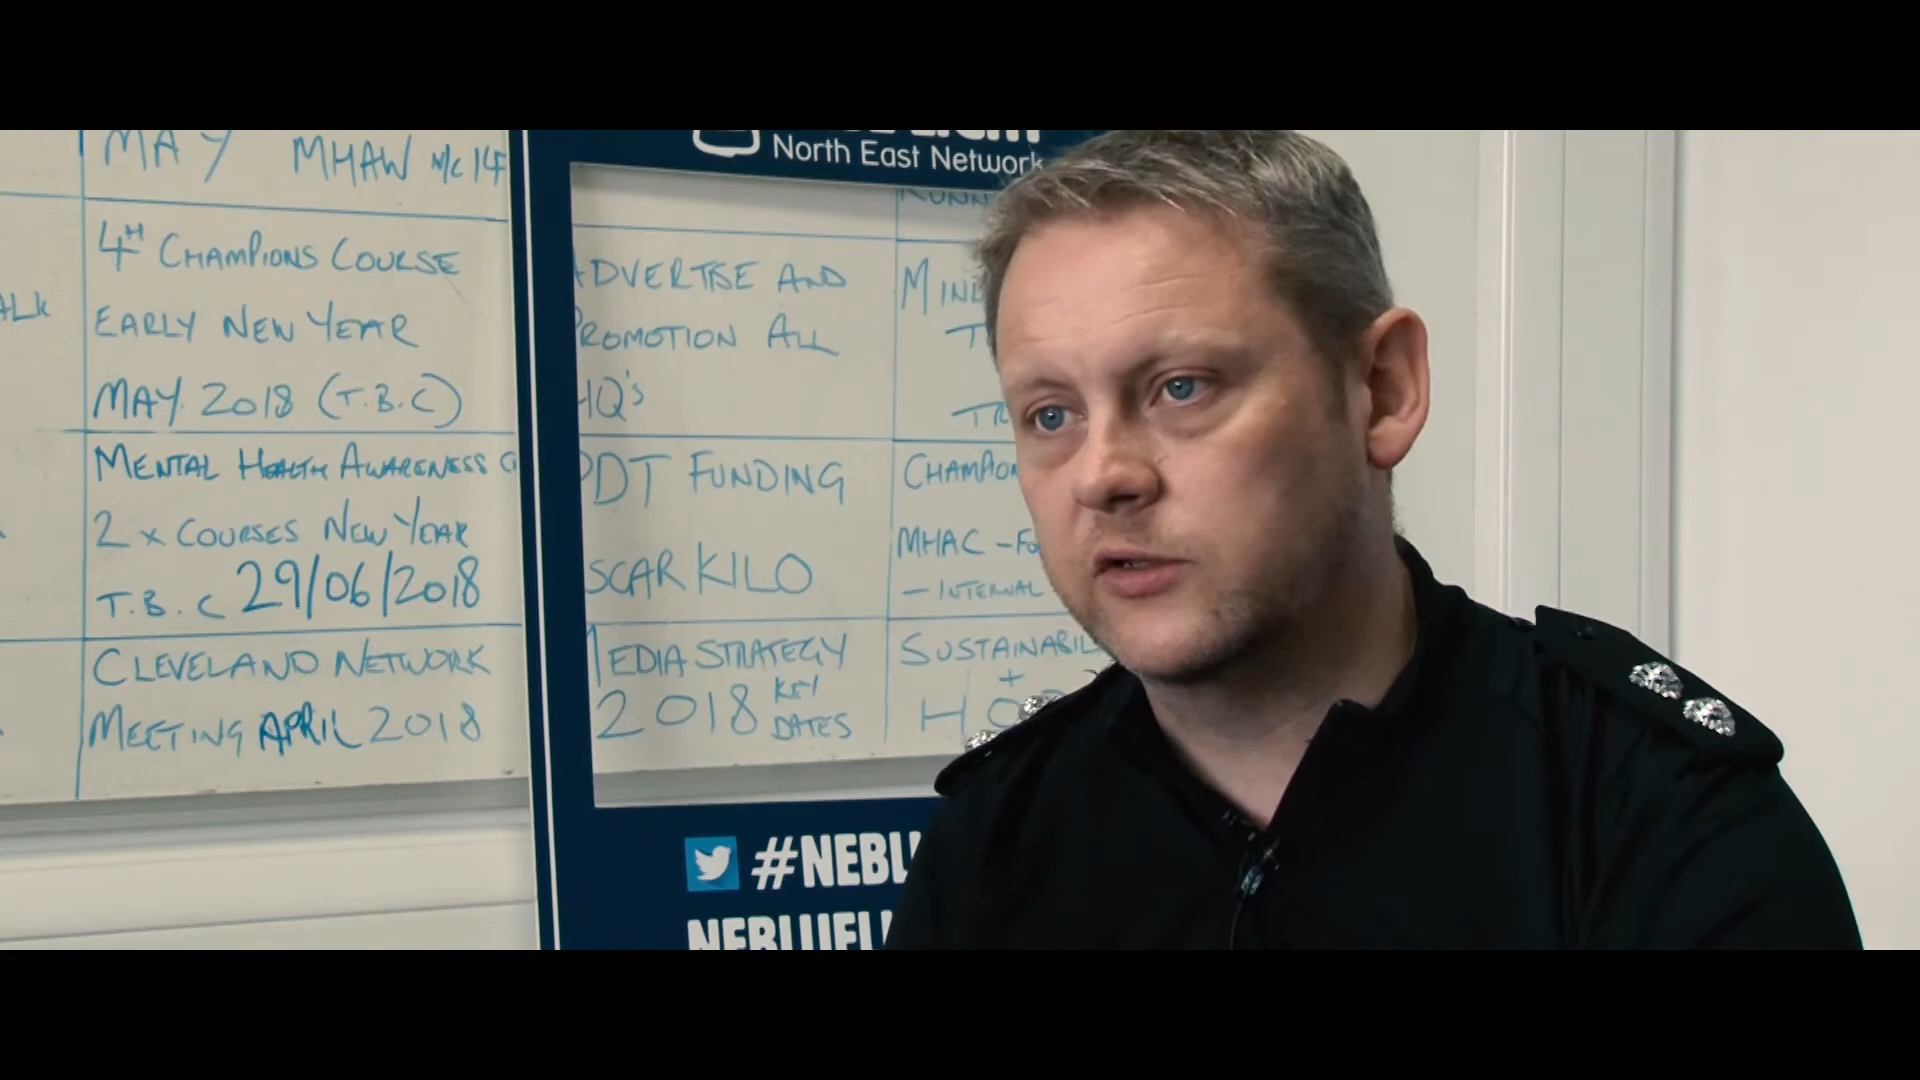 MAY MHAW W/C 14
4TH CHAMPIONS COURSE
EARLY NEW YEAR
MAY 2018 (T.B.C)
MENTAL HEALTH AWARENESS
2 x COURSES NEW YEAR
T.B.C 29/06/2018
CLEVELAND NETWORK
MEETING APRIL 2018
North East Network
ADVERTISE AND
PROMOTION ALL
HQ's
PDT FUNDING
OSCAR KILO
MEDIA STRATEGY
2018 KEY
DATES
MHAC -
- INTERNAL
+
#NEBLU
NEBLUELI